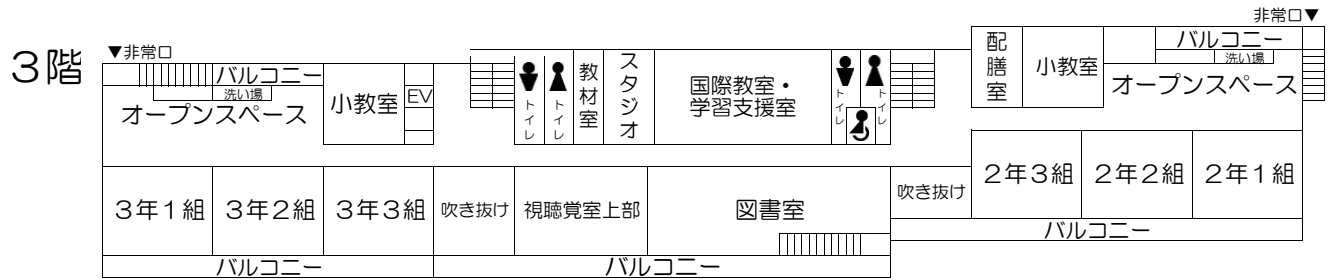 3階
▼非常口
バルコニー
洗い場
オープンスペース
小教室
EV
トイレ
トイレ
教材室
スタジオ
国際教室・
学習支援室
トイレ
トイレ
配膳室
小教室
非常口▼
バルコニー
洗い場
オープンスペース
3年1組
3年2組
3年3組
吹き抜け
視聴覚室上部
図書室
吹き抜け
2年3組
2年2組
2年1組
バルコニー
バルコニー
バルコニー